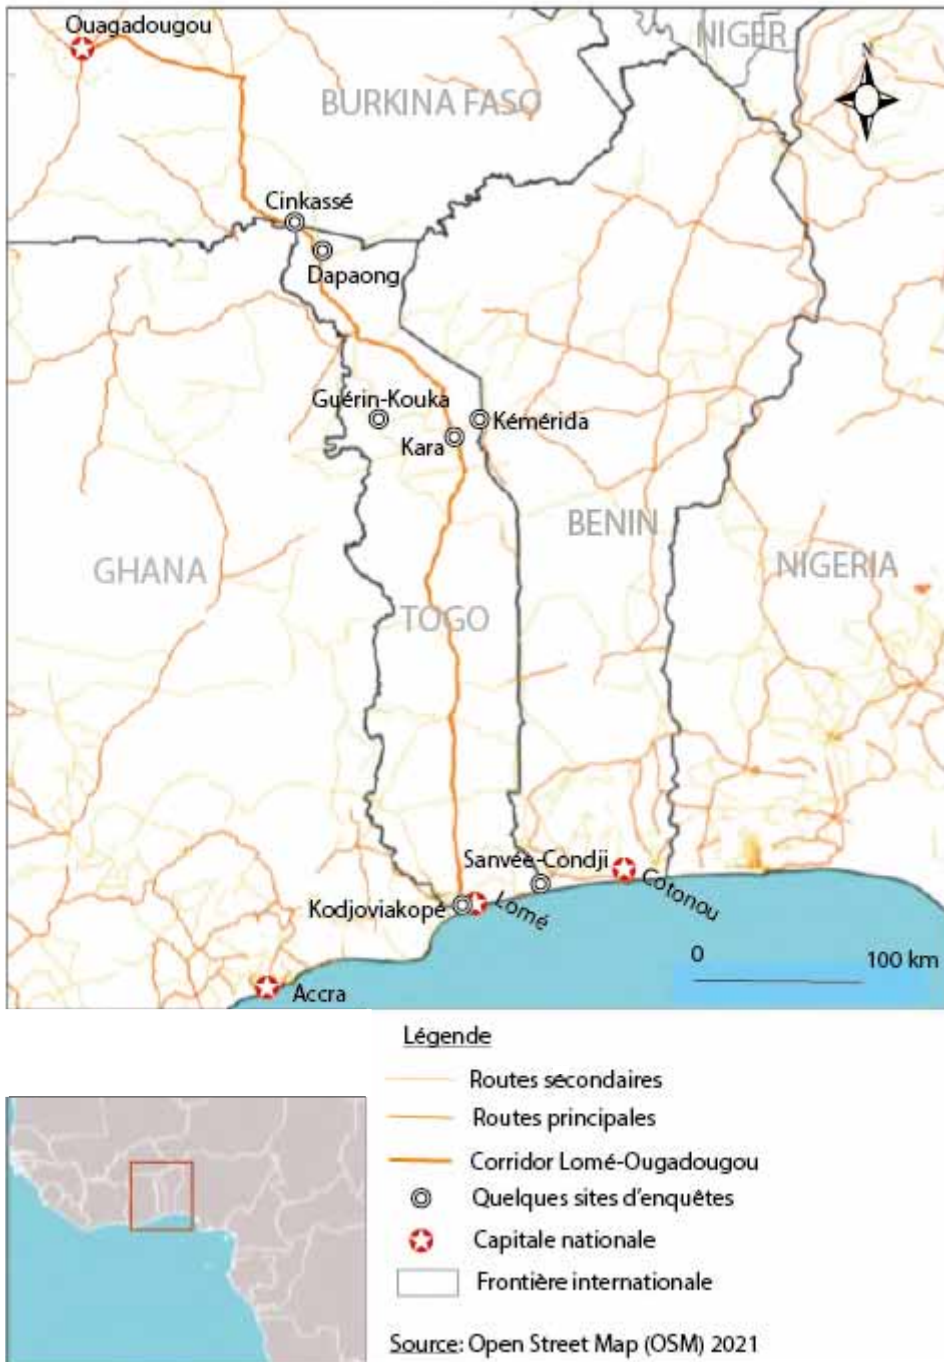 Ouagadougou
NIGER
N
BURKINA FASO
Cinkassé
Dapaong
Guérin-Kouka
Kémérida
Kara
BENIN
GHANA
NIGERIA
TOGO
Sanvée-Condji
Cotonou
Kodjoviakopé
Lomé
0
100 km
Accra
Légende
Routes sécondaires
Routes principales
Corridor Lomé-Ougadougou
Quelques sites d'enquêtes
Capitale nationale
Frontière internationale
Source: Open Street Map (OSM) 2021